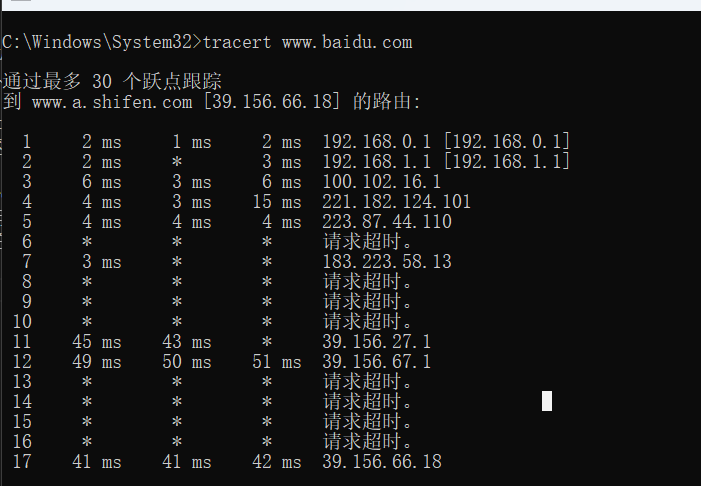 C:\Windows\System32>tracert www.baidu.com
通过最多 30 个跃点跟踪
到 www.a.shifen.com [39.156.66.18] 的路由:
1 2 ms 1 ms 2 ms 192.168.0.1 [192.168.0.1]
2 2 ms * 3 ms 192.168.1.1 [192.168.1.1]
3 6 ms 3 ms 6 ms 100.102.16.1
4 4 ms 3 ms 15 ms 221.182.124.101
5 4 ms 4 ms 4 ms 223.87.44.110
6 * * * 请求超时。
7 3 ms * * 183.223.58.13
8 * * * 请求超时。
9 * * * 请求超时。
10 * * * 请求超时。
11 45 ms 43 ms * 39.156.27.1
12 49 ms 50 ms 51 ms 39.156.67.1
13 * * * 请求超时。
14 * * * 请求超时。
15 * * * 请求超时。
16 * * * 请求超时。
17 41 ms 41 ms 42 ms 39.156.66.18